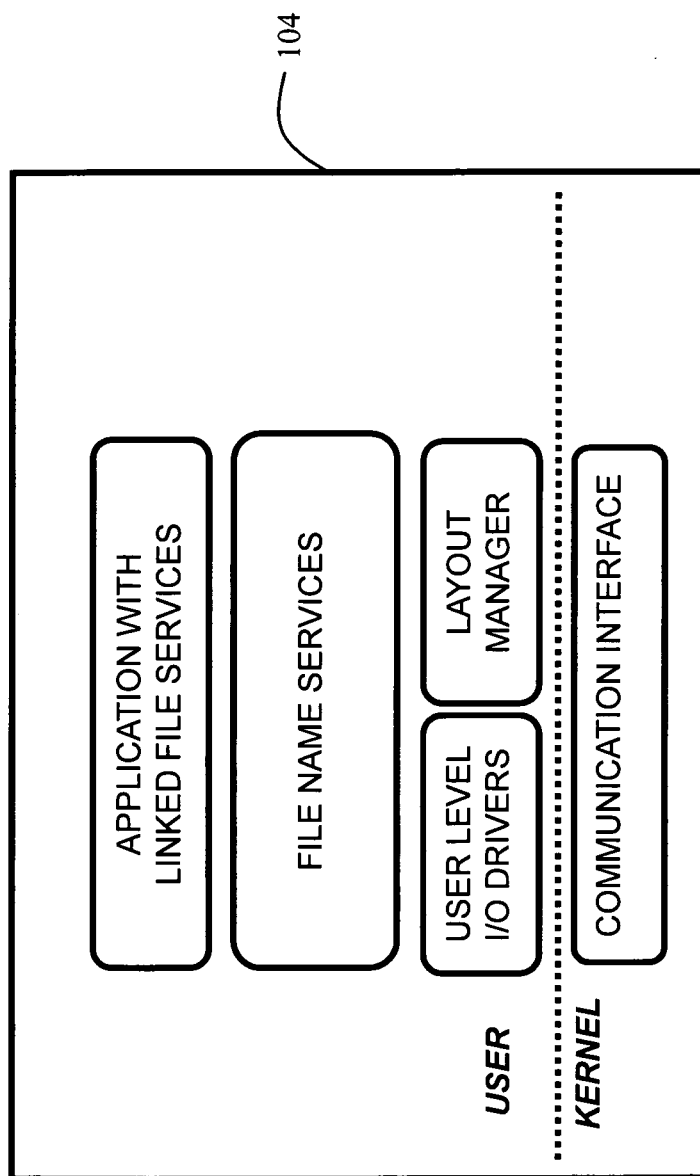 104
APPLICATION WITH
LINKED FILE SERVICES
FILE NAME SERVICES
USER LEVEL
I/O DRIVERS
LAYOUT
MANAGER
USER
KERNEL
COMMUNICATION INTERFACE